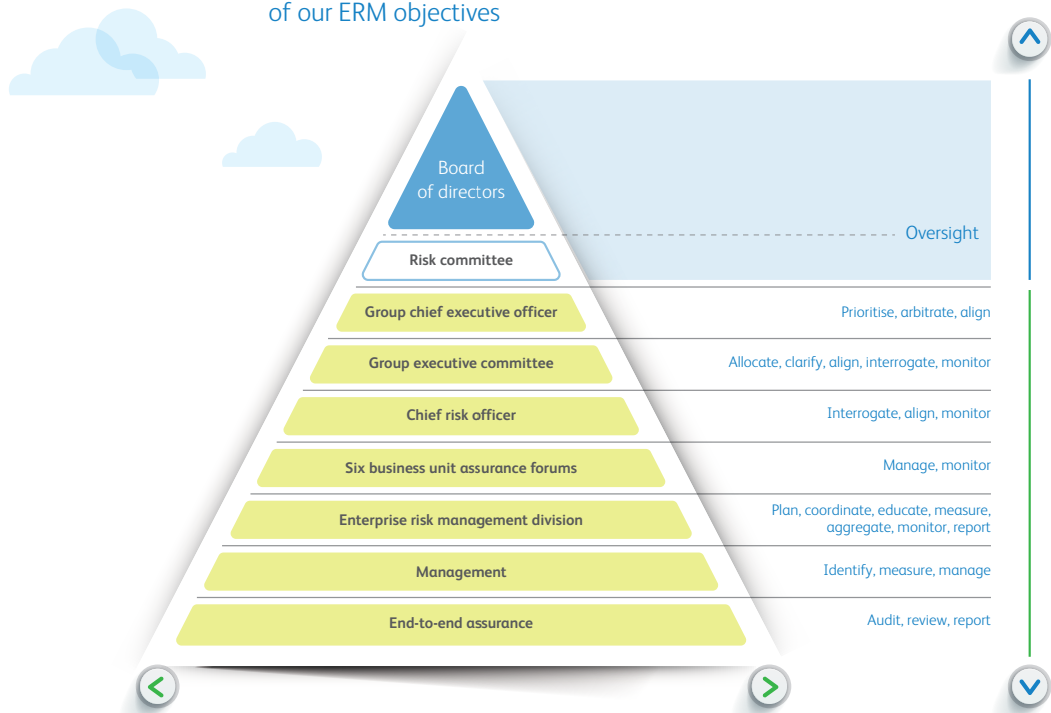 of our ERM objectives
Board
of directors
Oversight
Risk committee
Group chief executive officer
Prioritise, arbitrate, align
Group executive committee
Allocate, clarify, align, interrogate, monitor
Chief risk officer
Interrogate, align, monitor
Six business unit assurance forums
Manage, monitor
Enterprise risk management division
Plan, coordinate, educate, measure,
aggregate, monitor, report
Management
Identify, measure, manage
End-to-end assurance
Audit, review, report